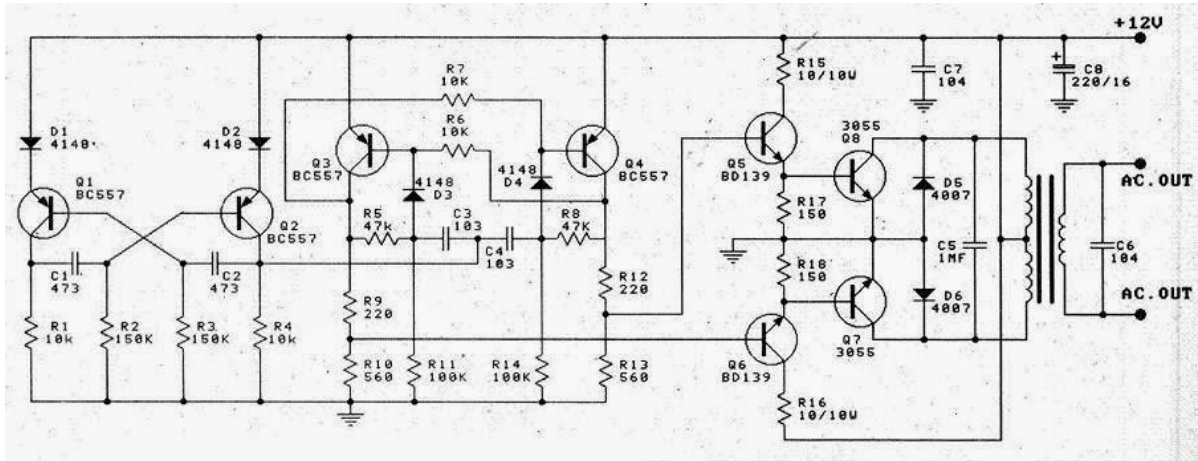 +12V
R15
10/10W
C7
104
+
C8
220/16
R7
10K
R6
10K
D1
4140
D2
4140
Q3
BC557
4148
D4
Q4
BC557
Q5
BD139
3055
Q8
AC.OUT
Q1
BC557
Q2
BC557
4148
D3
R5
47k
C3
103
C4
103
R8
47K
R17
150
D5
4007
C5
1MF
C6
104
C1
473
C2
473
R12
220
R18
150
D6
4007
AC.OUT
R1
10k
R2
150K
R3
150K
R4
10k
R9
220
Q7
3055
R10
560
R11
100K
R14
100K
R13
560
Q6
BD139
R16
10/10W